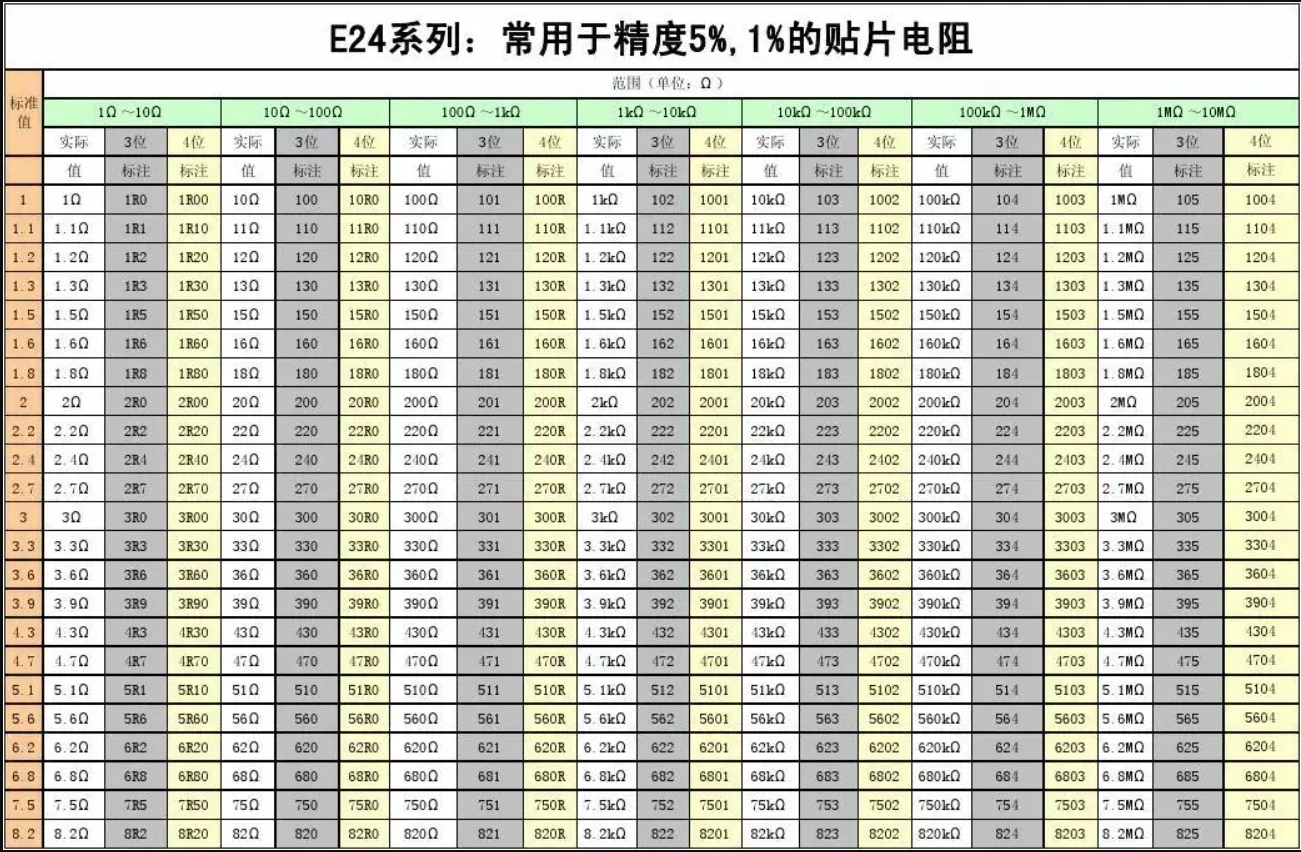 E24系列：常用于精度5%,1%的贴片电阻
范围（单位：Ω ）
标准值
1Ω ～10Ω 10Ω ～100Ω 100Ω ～1kΩ 1kΩ ～10kΩ 10kΩ ～100kΩ 100kΩ ～1MΩ 1MΩ ～10MΩ
实际 3位 4位 实际 3位 4位 实际 3位 4位 实际 3位 4位 实际 3位 4位 实际 3位 4位 实际 3位 4位
值 标注 标注 值 标注 标注 值 标注 标注 值 标注 标注 值 标注 标注 值 标注 标注 值 标注 标注
1 1Ω 1R0 1R00 10Ω 100 10R0 100Ω 101 100R 1kΩ 102 1001 10kΩ 103 1002 100kΩ 104 1003 1MΩ 105 1004
1.1 1.1Ω 1R1 1R10 11Ω 110 11R0 110Ω 111 110R 1.1kΩ 112 1101 11kΩ 113 1102 110kΩ 114 1103 1.1MΩ 115 1104
1.2 1.2Ω 1R2 1R20 12Ω 120 12R0 120Ω 121 120R 1.2kΩ 122 1201 12kΩ 123 1202 120kΩ 124 1203 1.2MΩ 125 1204
1.3 1.3Ω 1R3 1R30 13Ω 130 13R0 130Ω 131 130R 1.3kΩ 132 1301 13kΩ 133 1302 130kΩ 134 1303 1.3MΩ 135 1304
1.5 1.5Ω 1R5 1R50 15Ω 150 15R0 150Ω 151 150R 1.5kΩ 152 1501 15kΩ 153 1502 150kΩ 154 1503 1.5MΩ 155 1504
1.6 1.6Ω 1R6 1R60 16Ω 160 16R0 160Ω 161 160R 1.6kΩ 162 1601 16kΩ 163 1602 160kΩ 164 1603 1.6MΩ 165 1604
1.8 1.8Ω 1R8 1R80 18Ω 180 18R0 180Ω 181 180R 1.8kΩ 182 1801 18kΩ 183 1802 180kΩ 184 1803 1.8MΩ 185 1804
2 2Ω 2R0 2R00 20Ω 200 20R0 200Ω 201 200R 2kΩ 202 2001 20kΩ 203 2002 200kΩ 204 2003 2MΩ 205 2004
2.2 2.2Ω 2R2 2R20 22Ω 220 22R0 220Ω 221 220R 2.2kΩ 222 2201 22kΩ 223 2202 220kΩ 224 2203 2.2MΩ 225 2204
2.4 2.4Ω 2R4 2R40 24Ω 240 24R0 240Ω 241 240R 2.4kΩ 242 2401 24kΩ 243 2402 240kΩ 244 2403 2.4MΩ 245 2404
2.7 2.7Ω 2R7 2R70 27Ω 270 27R0 270Ω 271 270R 2.7kΩ 272 2701 27kΩ 273 2702 270kΩ 274 2703 2.7MΩ 275 2704
3 3Ω 3R0 3R00 30Ω 300 30R0 300Ω 301 300R 3kΩ 302 3001 30kΩ 303 3002 300kΩ 304 3003 3MΩ 305 3004
3.3 3.3Ω 3R3 3R30 33Ω 330 33R0 330Ω 331 330R 3.3kΩ 332 3301 33kΩ 333 3302 330kΩ 334 3303 3.3MΩ 335 3304
3.6 3.6Ω 3R6 3R60 36Ω 360 36R0 360Ω 361 360R 3.6kΩ 362 3601 36kΩ 363 3602 360kΩ 364 3603 3.6MΩ 365 3604
3.9 3.9Ω 3R9 3R90 39Ω 390 39R0 390Ω 391 390R 3.9kΩ 392 3901 39kΩ 393 3902 390kΩ 394 3903 3.9MΩ 395 3904
4.3 4.3Ω 4R3 4R30 43Ω 430 43R0 430Ω 431 430R 4.3kΩ 432 4301 43kΩ 433 4302 430kΩ 434 4303 4.3MΩ 435 4304
4.7 4.7Ω 4R7 4R70 47Ω 470 47R0 470Ω 471 470R 4.7kΩ 472 4701 47kΩ 473 4702 470kΩ 474 4703 4.7MΩ 475 4704
5.1 5.1Ω 5R1 5R10 51Ω 510 51R0 510Ω 511 510R 5.1kΩ 512 5101 51kΩ 513 5102 510kΩ 514 5103 5.1MΩ 515 5104
5.6 5.6Ω 5R6 5R60 56Ω 560 56R0 560Ω 561 560R 5.6kΩ 562 5601 56kΩ 563 5602 560kΩ 564 5603 5.6MΩ 565 5604
6.2 6.2Ω 6R2 6R20 62Ω 620 62R0 620Ω 621 620R 6.2kΩ 622 6201 62kΩ 623 6202 620kΩ 624 6203 6.2MΩ 625 6204
6.8 6.8Ω 6R8 6R80 68Ω 680 68R0 680Ω 681 680R 6.8kΩ 682 6801 68kΩ 683 6802 680kΩ 684 6803 6.8MΩ 685 6804
7.5 7.5Ω 7R5 7R50 75Ω 750 75R0 750Ω 751 750R 7.5kΩ 752 7501 75kΩ 753 7502 750kΩ 754 7503 7.5MΩ 755 7504
8.2 8.2Ω 8R2 8R20 82Ω 820 82R0 820Ω 821 820R 8.2kΩ 822 8201 82kΩ 823 8202 820kΩ 824 8203 8.2MΩ 825 8204